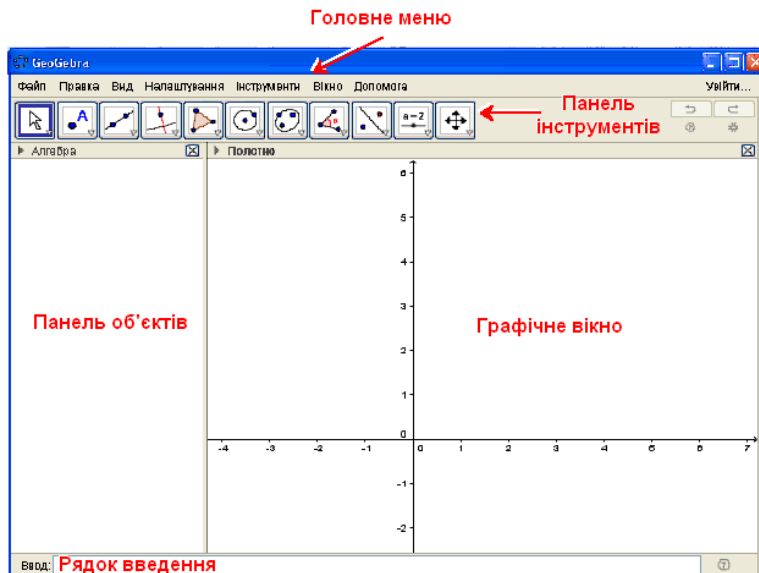 Головне меню
GeoGebra
Файл Правка Вид Налаштування Інструменти Вікно Допомога Увійти...
A
α
a=2
Панель
інструментів
Алгебра
Полотно
6
5
4
3
2
1
0
-4 -3 -2 -1 0 1 2 3 4 5 6 7
-1
-2
Панель об'єктів
Графічне вікно
Ввод: Рядок введення